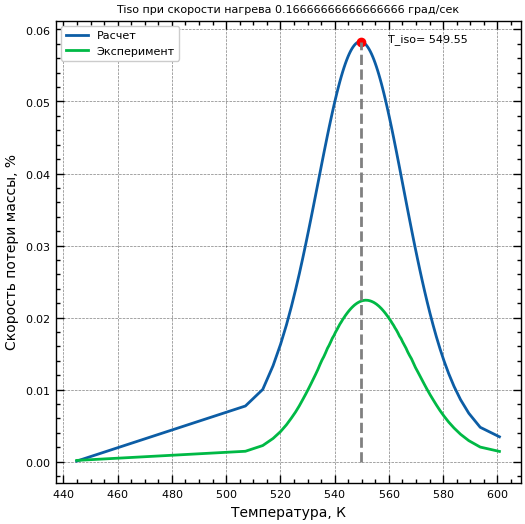 Tiso при скорости нагрева 0.16666666666666666 град/сек
Расчет
Эксперимент
T_iso= 549.55
Скорость потери массы, %
0.06
0.05
0.04
0.03
0.02
0.01
0.00
440 460 480 500 520 540 560 580 600
Температура, К